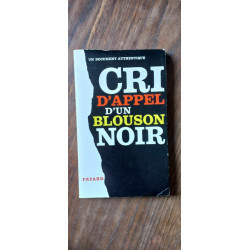 UN DOCUMENT AUTHENTIQUE
CRI
D'APPEL
D'UN
BLOUSON
NOIR
FAYARD